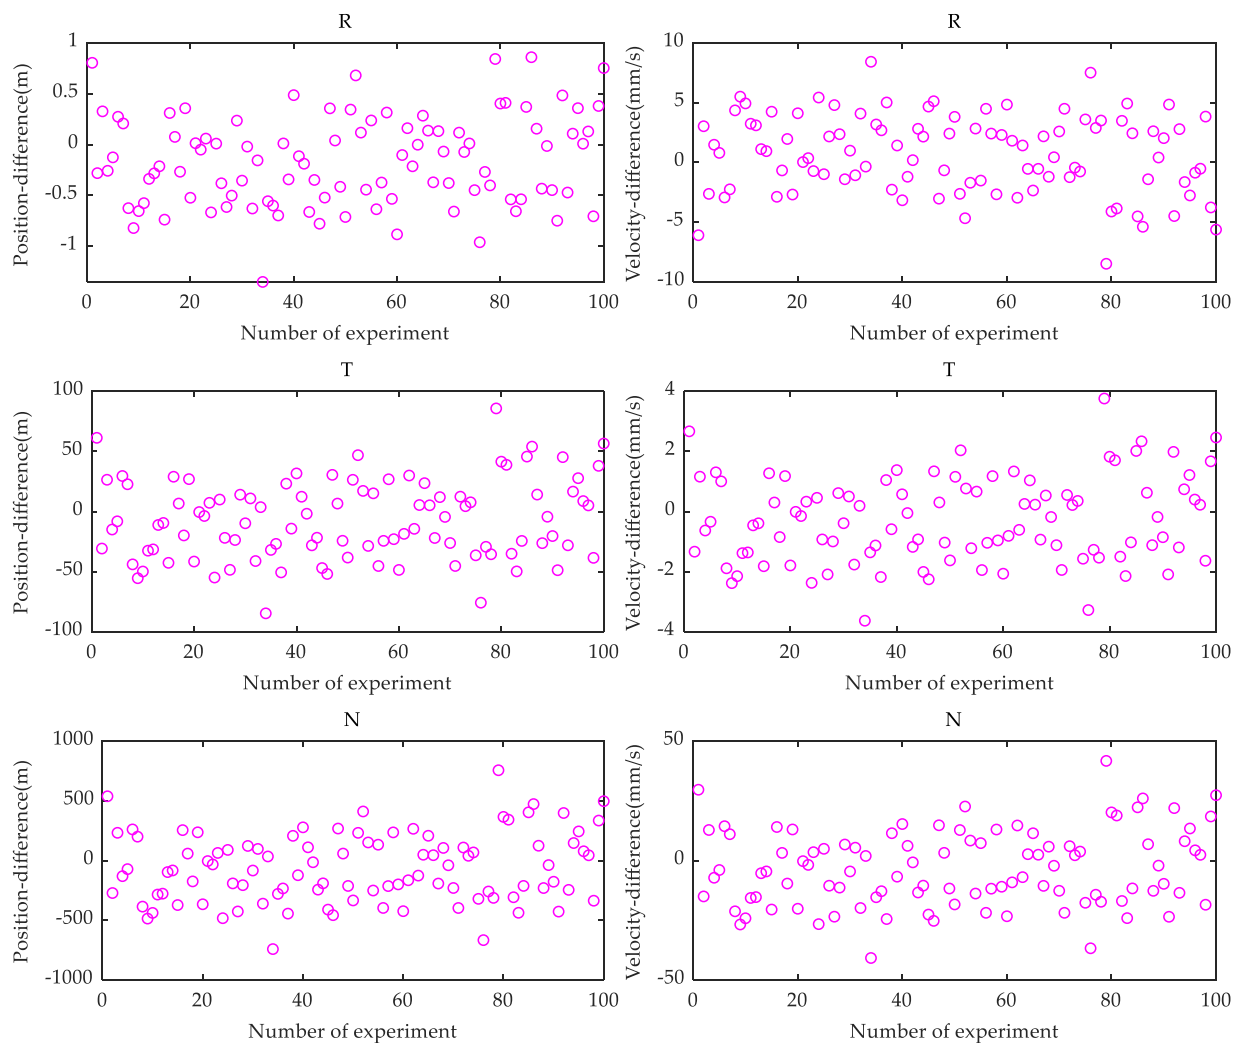 R
Position-difference(m)
1
0.5
0
-0.5
-1
0 20 40 60 80 100
Number of experiment
R
Velocity-difference(mm/s)
10
5
0
-5
-10
0 20 40 60 80 100
Number of experiment
T
Position-difference(m)
100
50
0
-50
-100
0 20 40 60 80 100
Number of experiment
T
Velocity-difference(mm/s)
4
2
0
-2
-4
0 20 40 60 80 100
Number of experiment
N
Position-difference(m)
1000
500
0
-500
-1000
0 20 40 60 80 100
Number of experiment
N
Velocity-difference(mm/s)
50
0
-50
0 20 40 60 80 100
Number of experiment